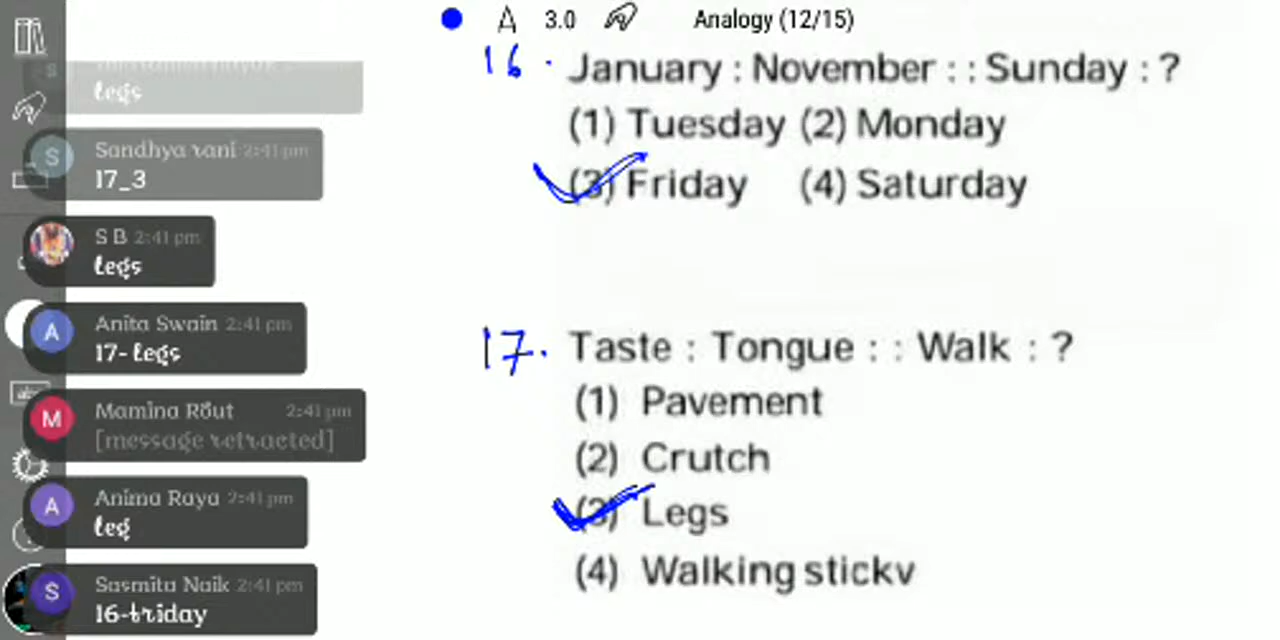 3.0 Analogy (12/15)
legs
Sandhya rani 2:41 pm
17_3
S B 2:41 pm
legs
Anita Swain 2:41 pm
17- legs
Mamina Rout 2:41 pm
[message retracted]
Anima Raya 2:41 pm
leg
Sasmita Naik 2:41 pm
16-friday
16. January : November : : Sunday : ?
(1) Tuesday (2) Monday
(3) Friday (4) Saturday
17. Taste : Tongue : : Walk : ?
(1) Pavement
(2) Crutch
(3) Legs
(4) Walking stickv